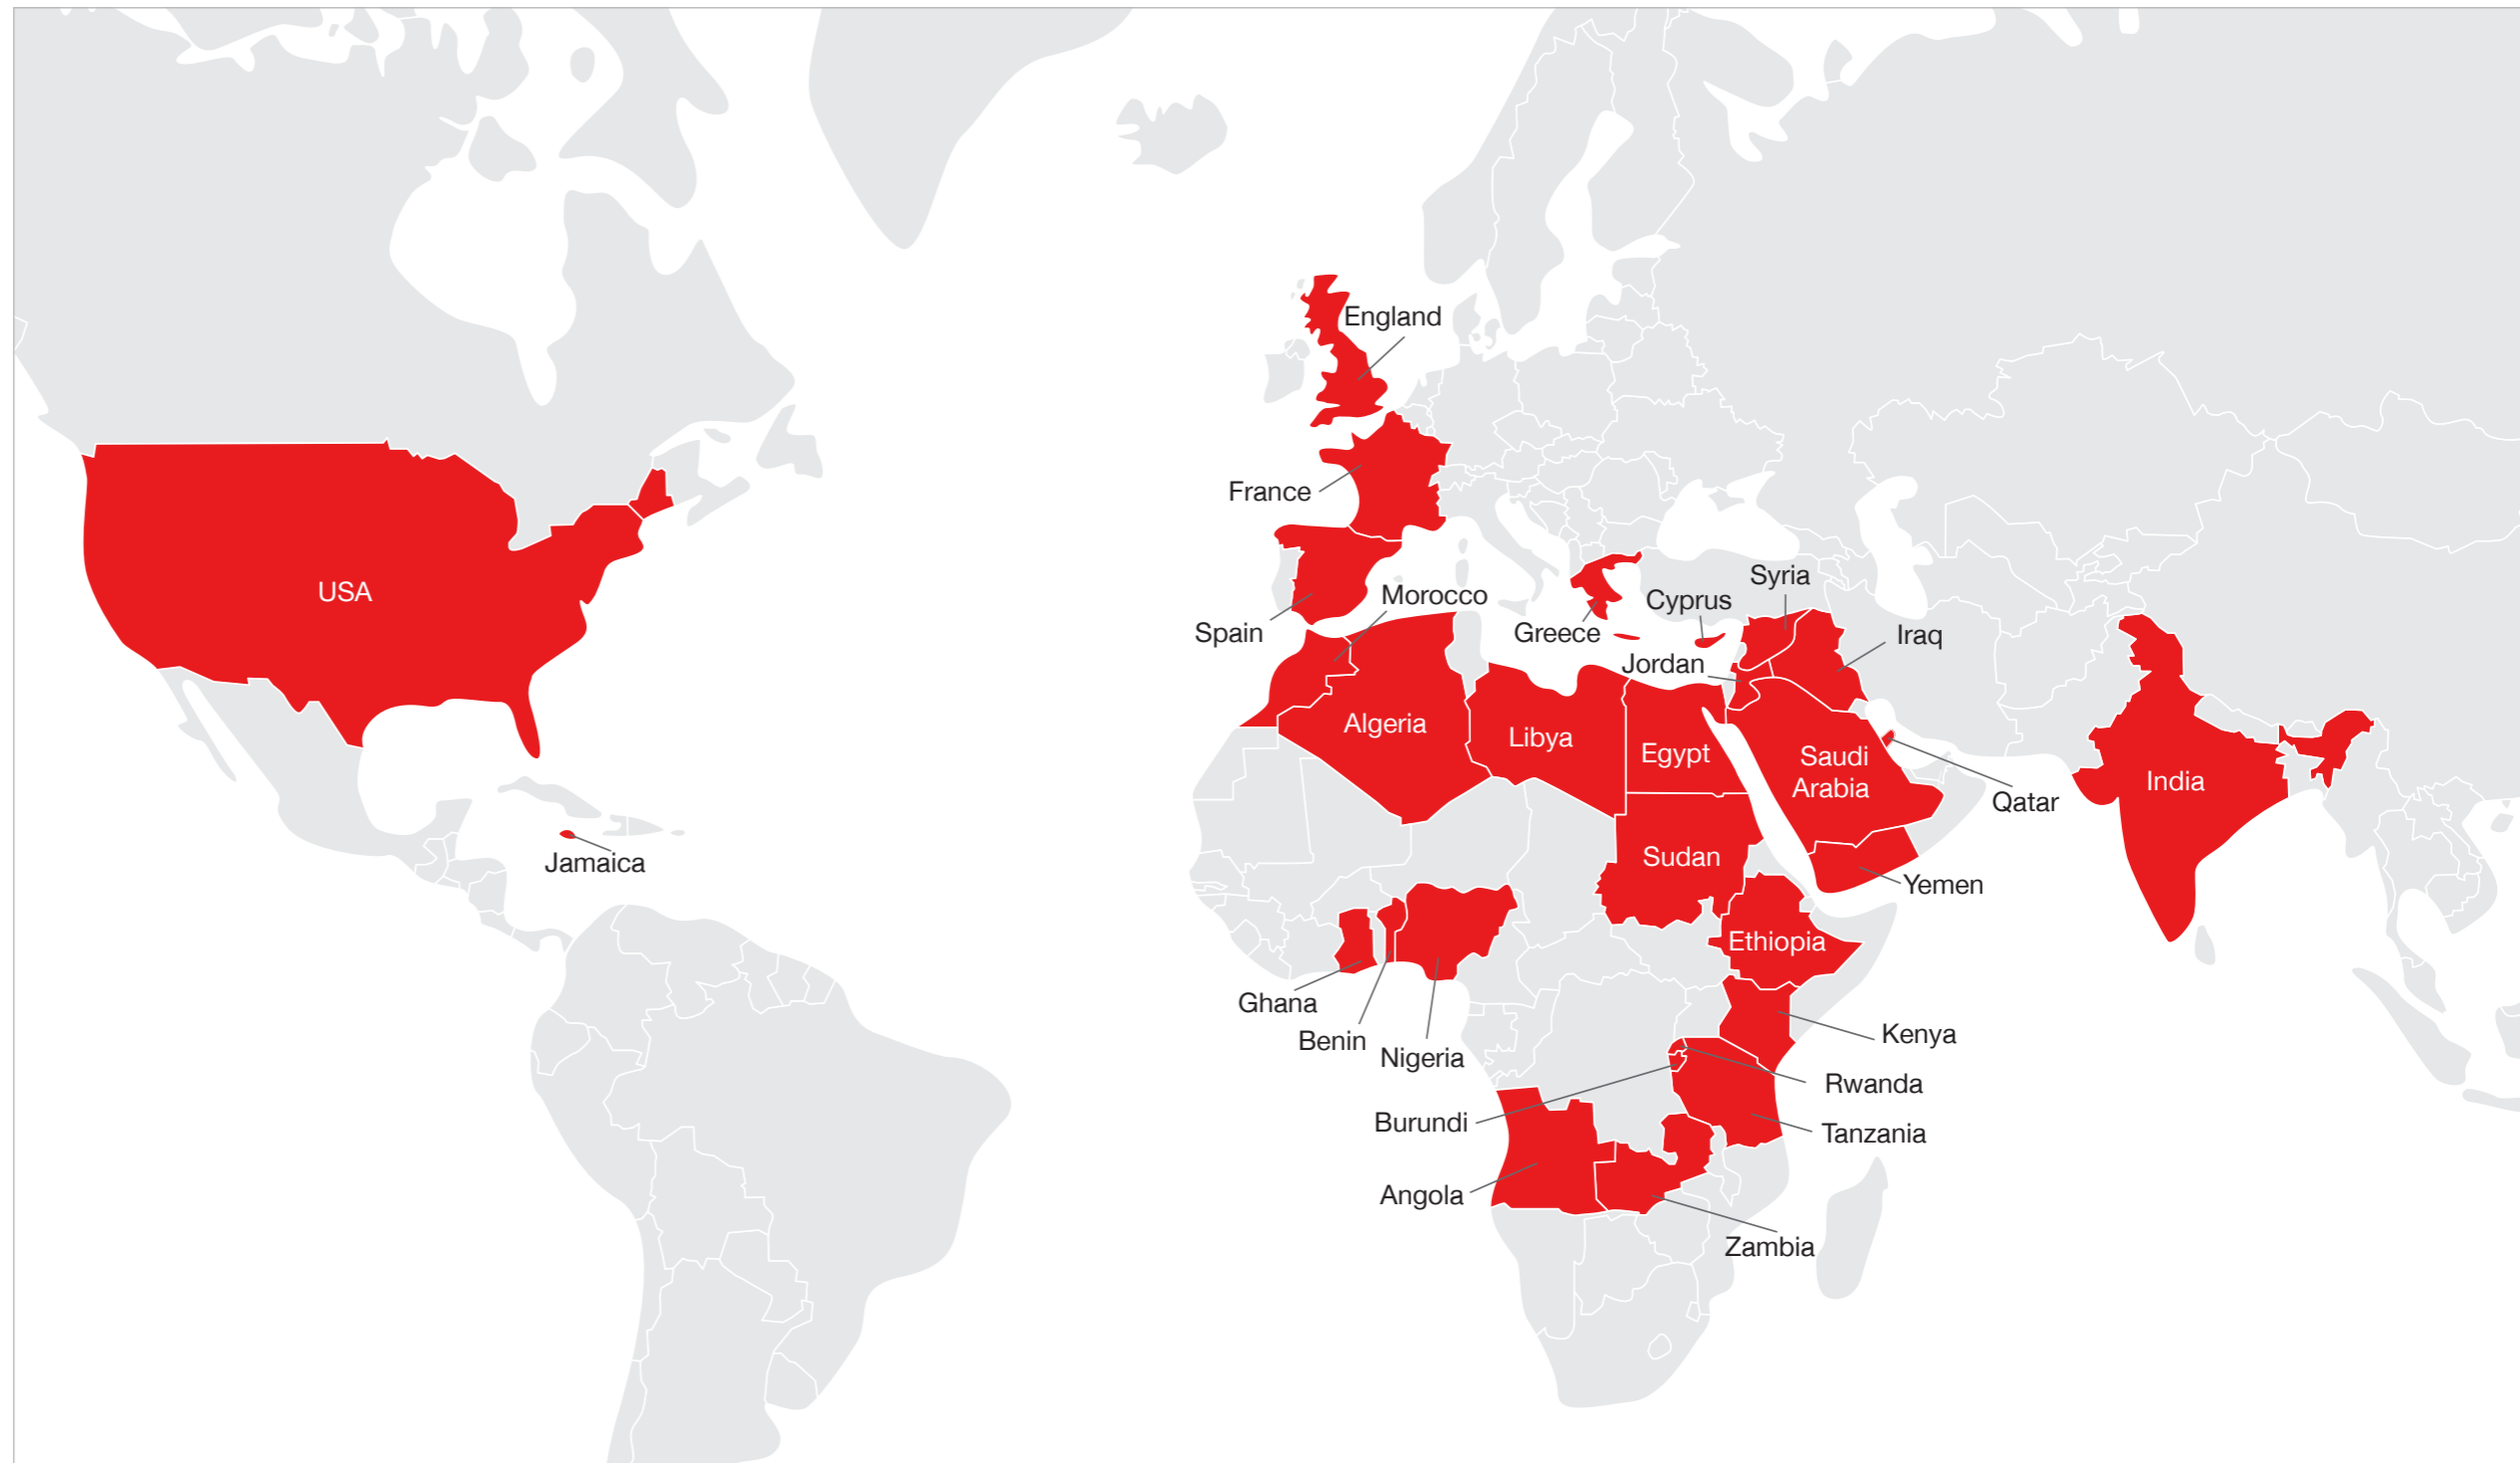 England
France
USA
Syria
Morocco
Cyprus
Spain
Greece
Iraq
Jordan
Algeria
Libya
Egypt
Saudi
Arabia
India
Qatar
Jamaica
Sudan
Yemen
Ethiopia
Ghana
Benin
Nigeria
Kenya
Rwanda
Burundi
Tanzania
Angola
Zambia